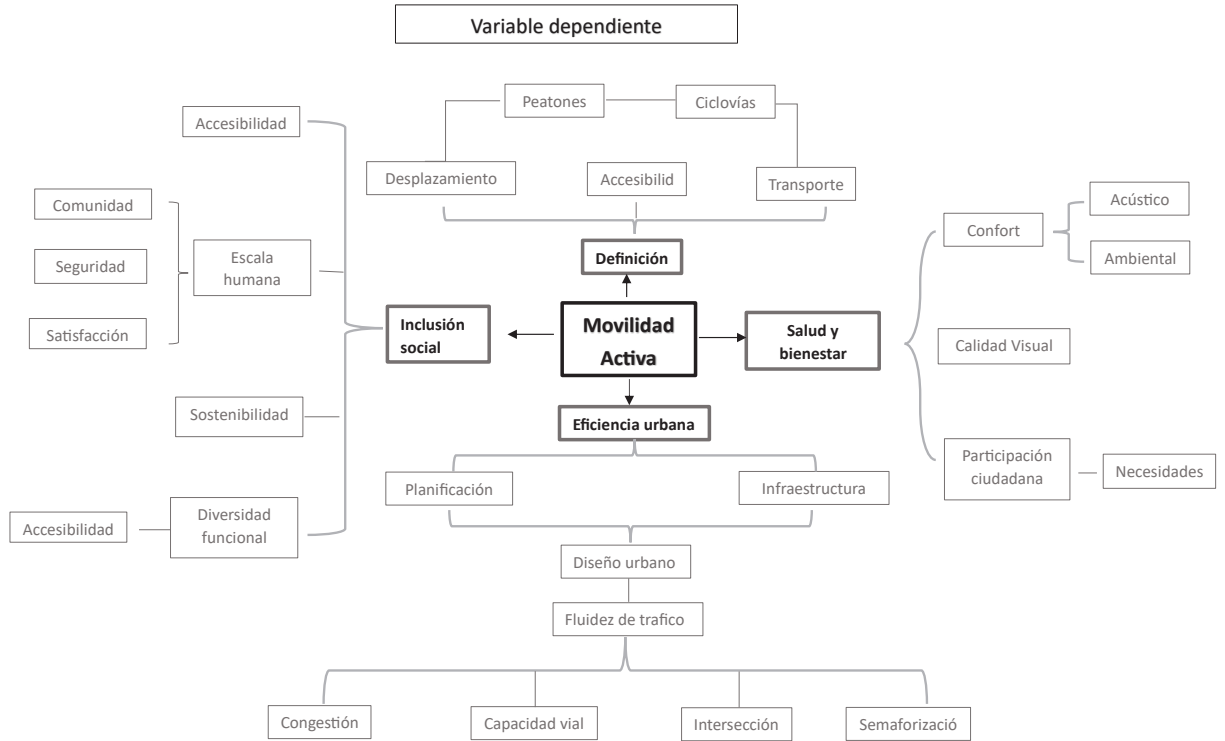 Variable dependiente
Peatones
Ciclovías
Accesibilidad
Desplazamiento
Accesibilid
Transporte
Comunidad
Seguridad
Satisfacción
Escala
humana
Acústico
Confort
Ambiental
Definición
Inclusión
social
Movilidad
Activa
Salud y
bienestar
Calidad Visual
Sostenibilidad
Eficiencia urbana
Participación
ciudadana
Necesidades
Planificación
Infraestructura
Accesibilidad
Diversidad
funcional
Diseño urbano
Fluidez de trafico
Congestión
Capacidad vial
Intersección
Semaforizació